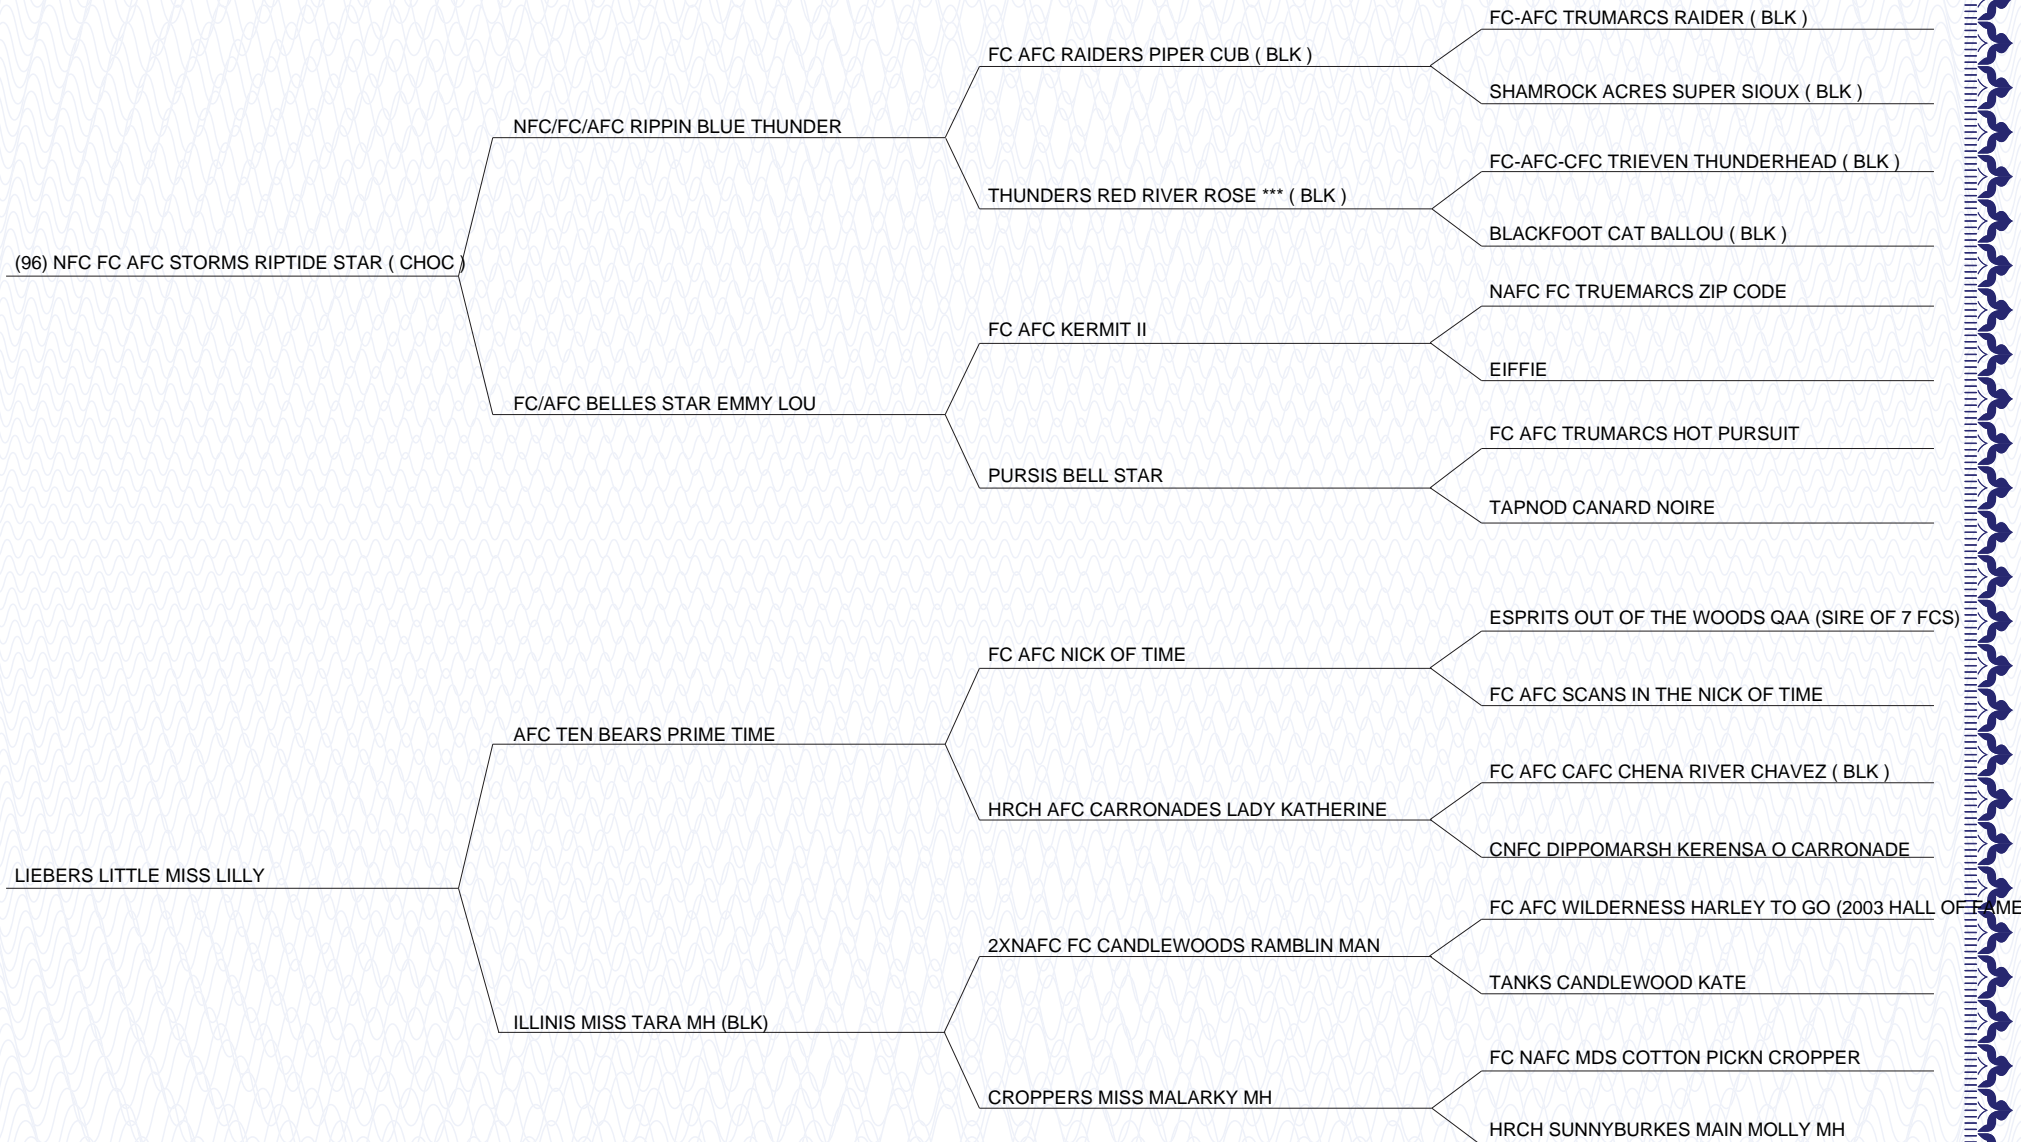 FC-AFC TRUMARCS RAIDER ( BLK )
FC AFC RAIDERS PIPER CUB ( BLK )
SHAMROCK ACRES SUPER SIOUX ( BLK )
NFC/FC/AFC RIPPIN BLUE THUNDER
FC-AFC-CFC TRIEVEN THUNDERHEAD ( BLK )
THUNDERS RED RIVER ROSE *** ( BLK )
BLACKFOOT CAT BALLOU ( BLK )
(96) NFC FC AFC STORMS RIPTIDE STAR ( CHOC )
NAFC FC TRUEMARCS ZIP CODE
FC AFC KERMIT II
EIFFIE
FC/AFC BELLES STAR EMMY LOU
FC AFC TRUMARCS HOT PURSUIT
PURSIS BELL STAR
TAPNOD CANARD NOIRE
ESPRITS OUT OF THE WOODS QAA (SIRE OF 7 FCS)
FC AFC NICK OF TIME
FC AFC SCANS IN THE NICK OF TIME
AFC TEN BEARS PRIME TIME
FC AFC CAFC CHENA RIVER CHAVEZ ( BLK )
HRCH AFC CARRONADES LADY KATHERINE
CNFC DIPPOMARSH KERENSA O CARRONADE
LIEBERS LITTLE MISS LILLY
FC AFC WILDERNESS HARLEY TO GO (2003 HALL OF FAME
2XNAFC FC CANDLEWOODS RAMBLIN MAN
TANKS CANDLEWOOD KATE
ILLINIS MISS TARA MH (BLK)
FC NAFC MDS COTTON PICKN CROPPER
CROPPERS MISS MALARKY MH
HRCH SUNNYBURKES MAIN MOLLY MH